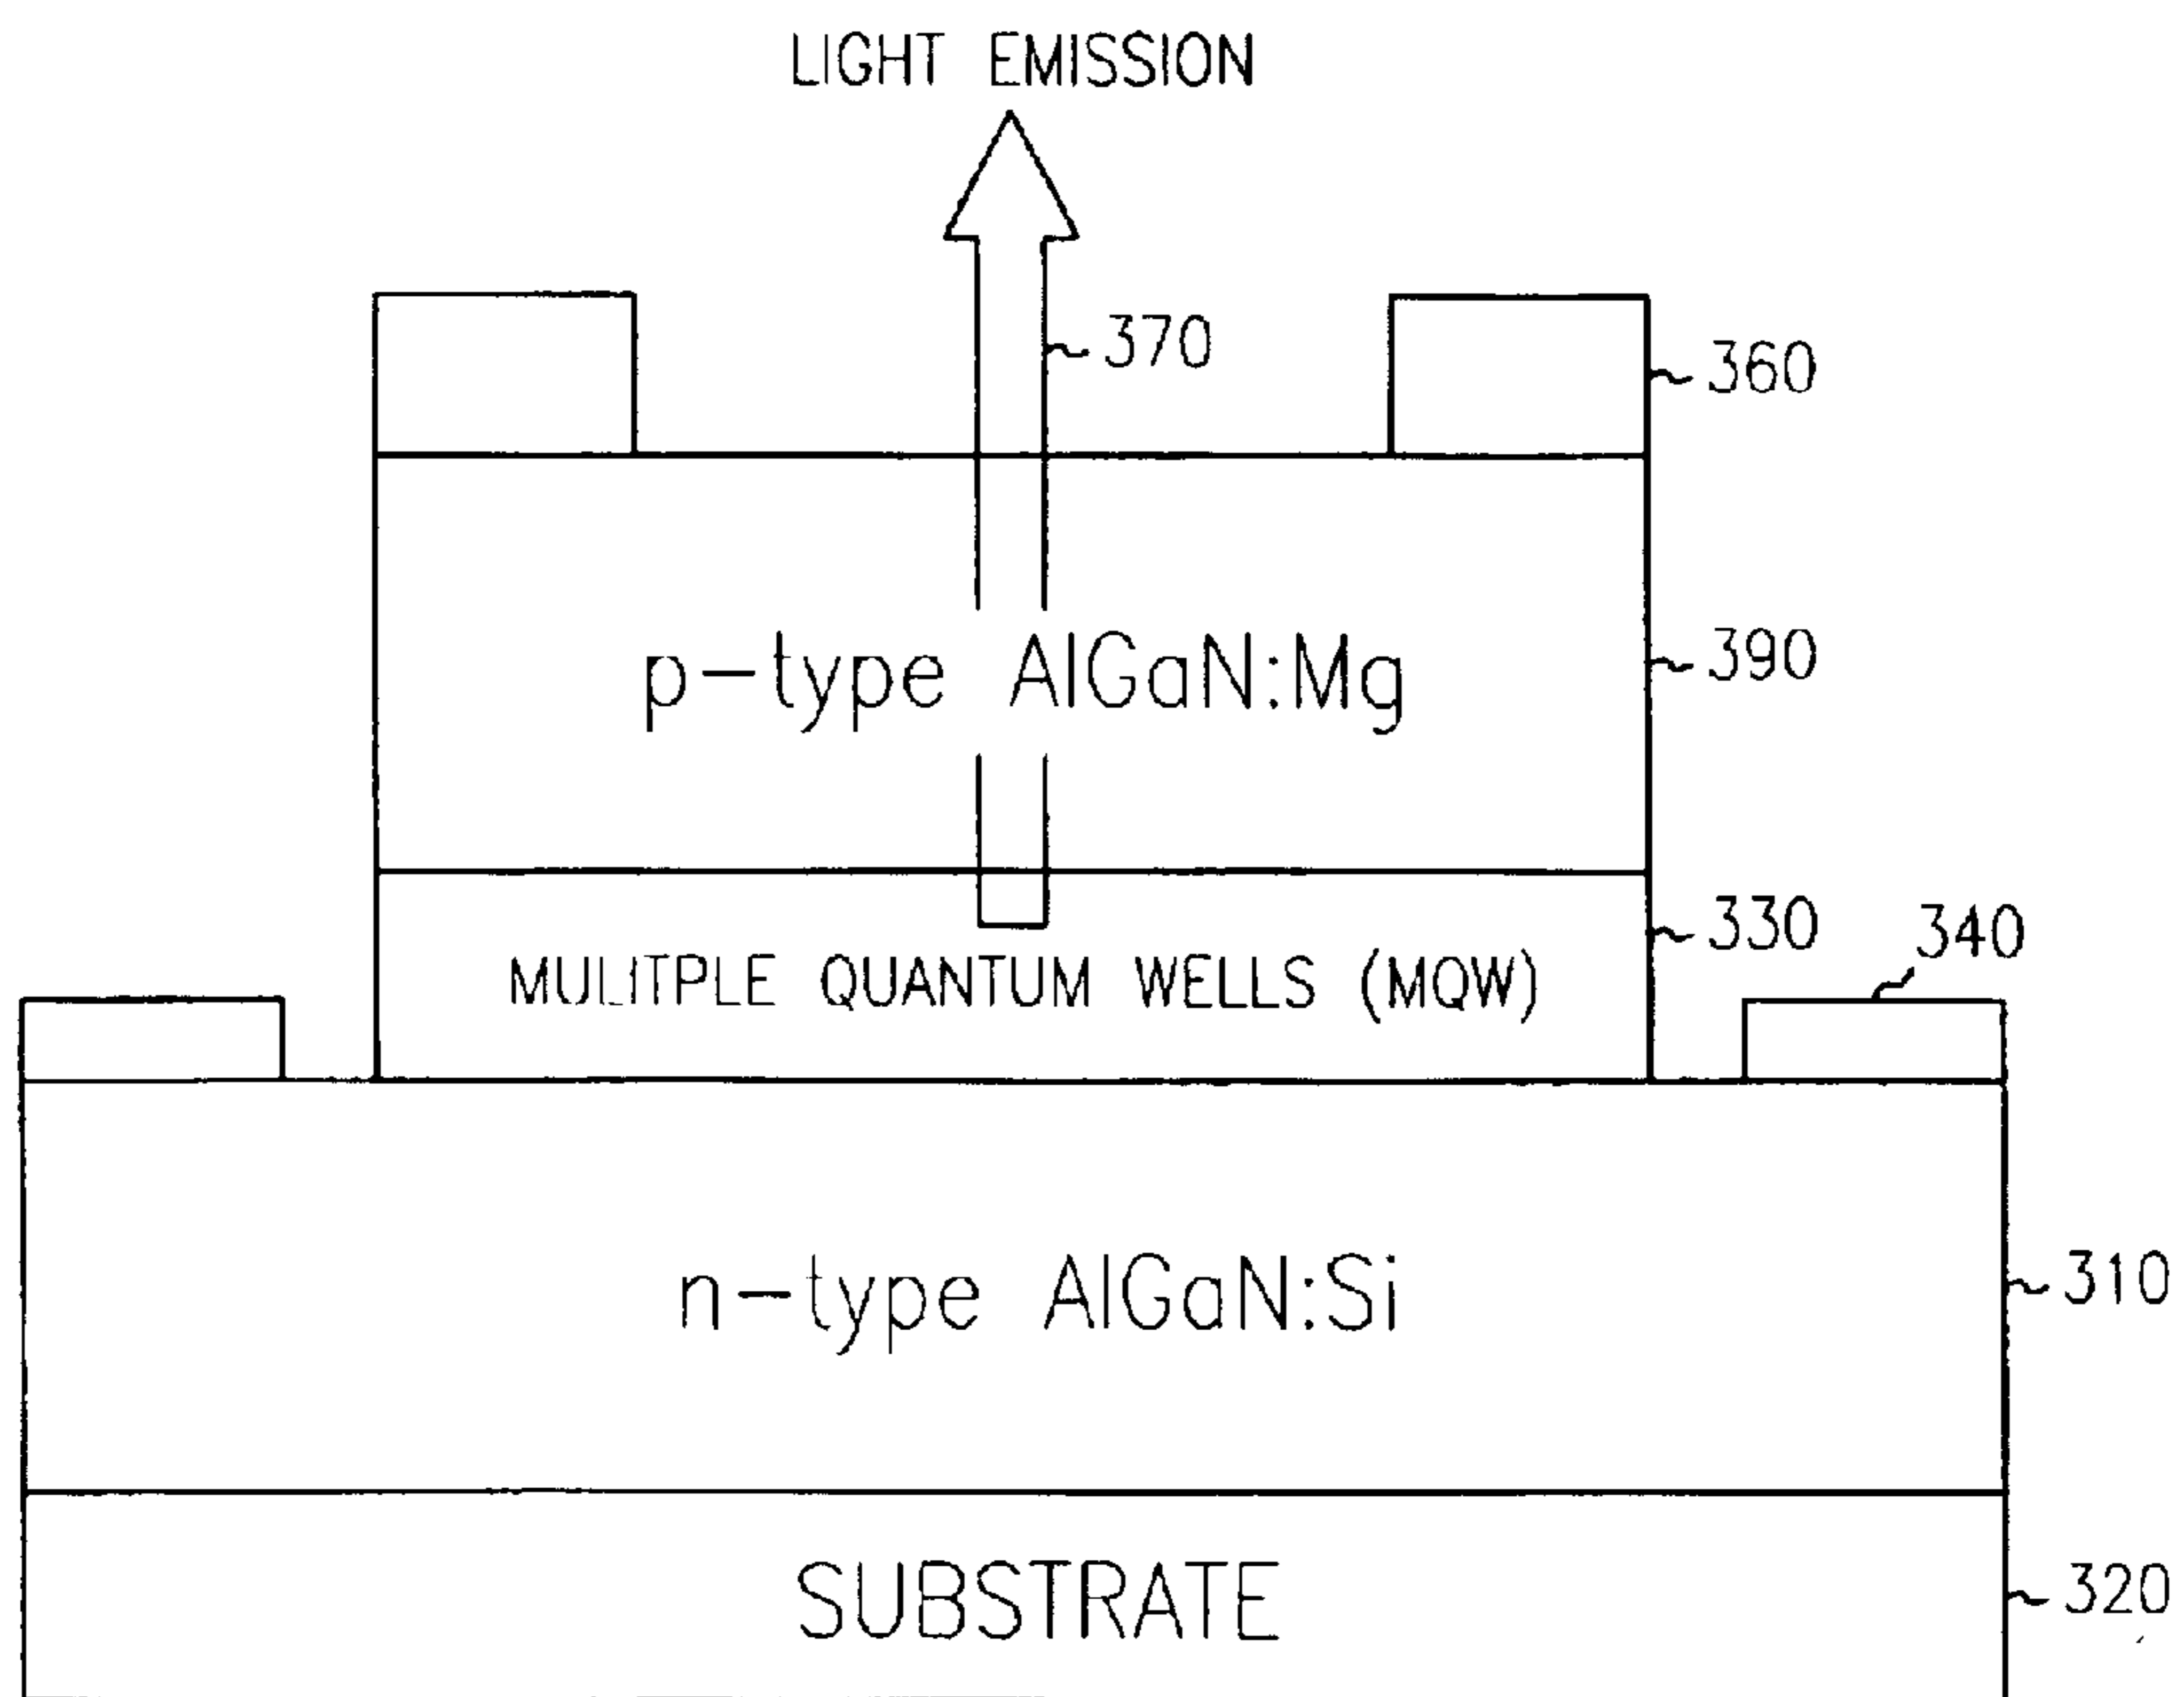 LIGHT EMISSION
370
360
p-type AlGaN:Mg
390
330
340
MULITPLE QUANTUM WELLS (MQW)
n-type AlGaN:Si
310
SUBSTRATE
320